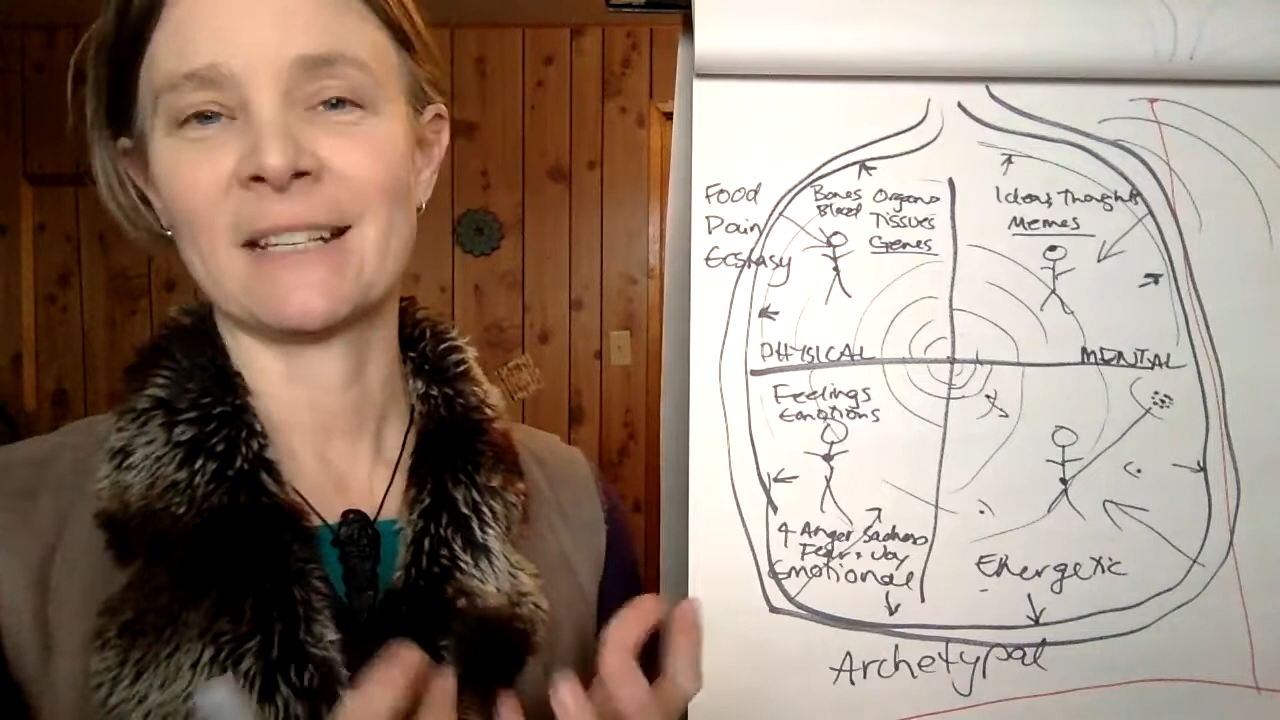 Food
Pain
Ecstasy
Bones Organs
Blood Tissues
Genes
Ideas Thoughts
Memes
PHYSICAL
MENTAL
Feelings
Emotions
4 Anger Sadness
Fear + Joy
Emotional
Energetic
Archetypal